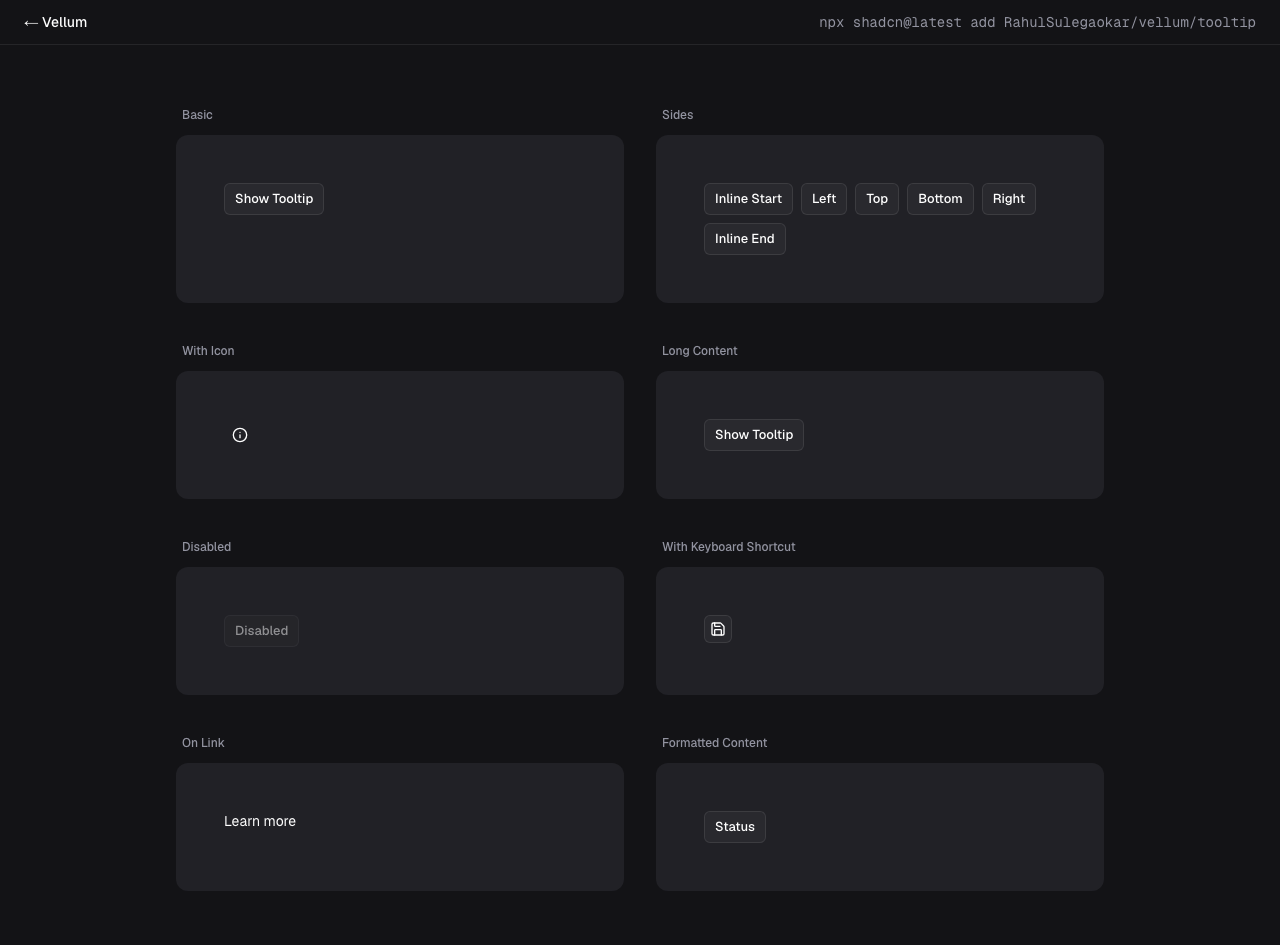 ← Vellum
npx shadcn@latest add RahulSulegaokar/vellum/tooltip
Basic
Show Tooltip
Sides
Inline Start Left Top Bottom Right
Inline End
With Icon
Long Content
Show Tooltip
Disabled
Disabled
With Keyboard Shortcut
On Link
Learn more
Formatted Content
Status